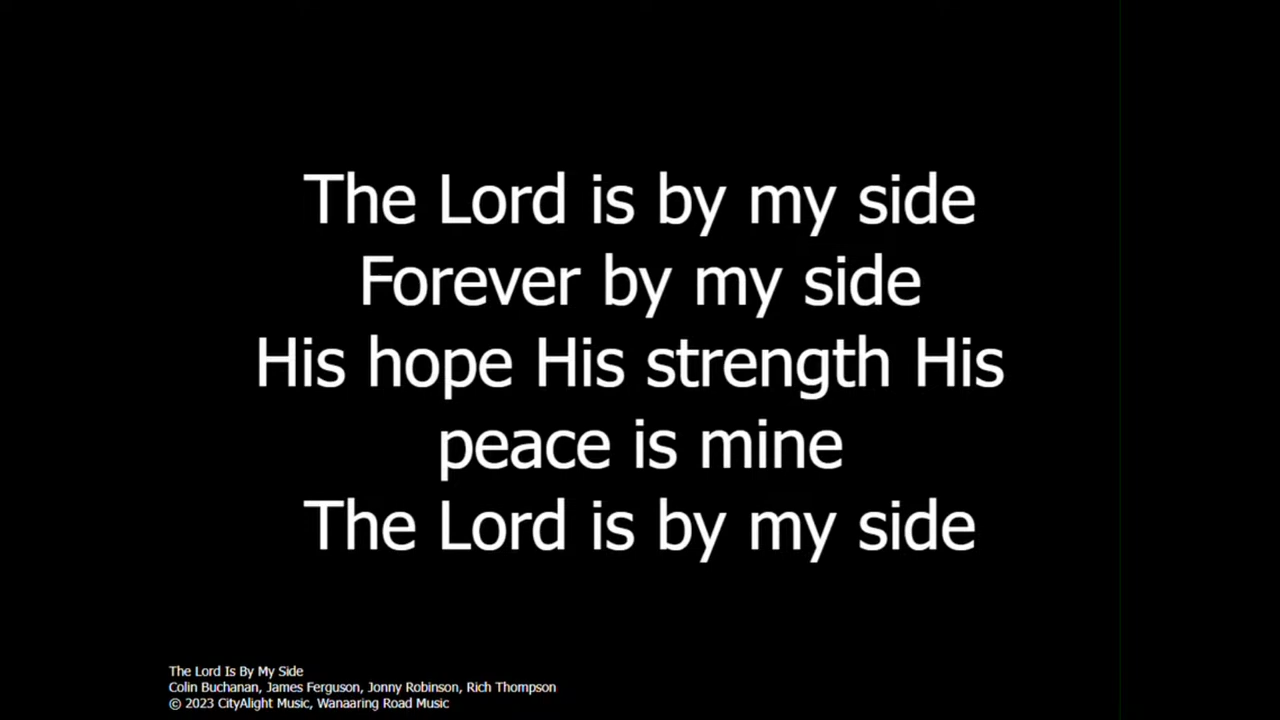 The Lord is by my side
Forever by my side
His hope His strength His
peace is mine
The Lord is by my side
The Lord Is By My Side
Colin Buchanan, James Ferguson, Jonny Robinson, Rich Thompson
© 2023 CityAlight Music, Wanaaring Road Music